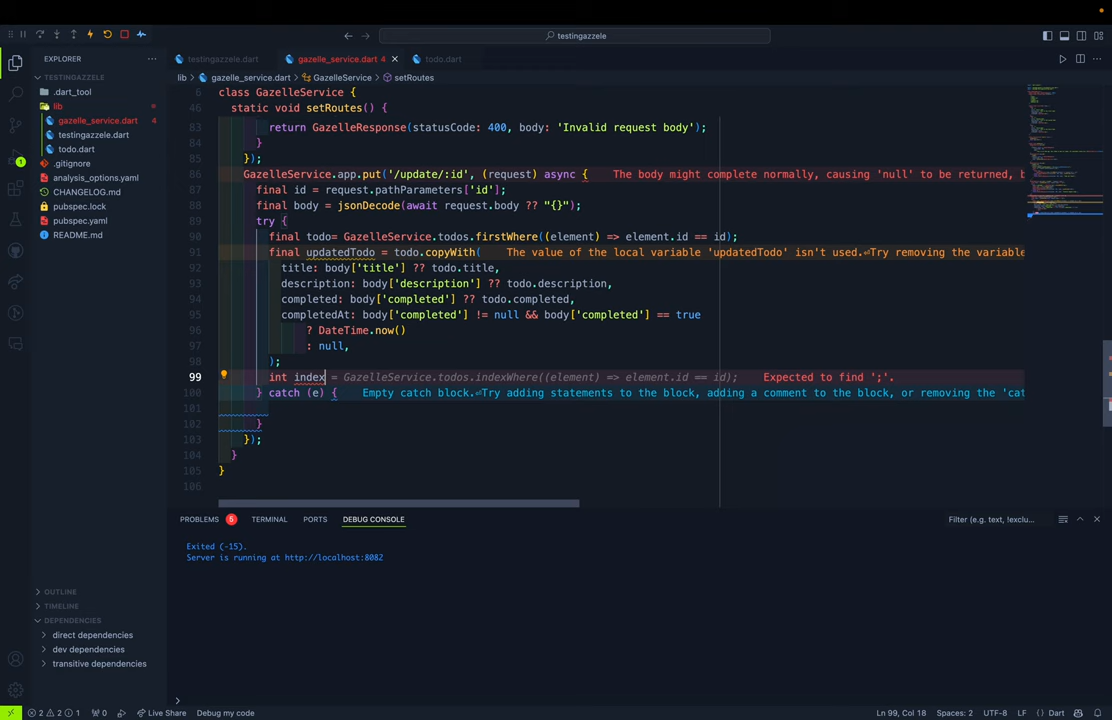 testingazzele
EXPLORER
testingazzele.dart
gazelle_service.dart 4
todo.dart
TESTINGAZZELE
lib > gazelle_service.dart > GazelleService > setRoutes
.dart_tool
lib
gazelle_service.dart 4
testingazzele.dart
todo.dart
.gitignore
analysis_options.yaml
CHANGELOG.md
pubspec.lock
pubspec.yaml
README.md
1
6 class GazelleService {
46 static void setRoutes() {
83 return GazelleResponse(statusCode: 400, body: 'Invalid request body');
84 }
85 });
86 GazelleService.app.put('/update/:id', (request) async { The body might complete normally, causing 'null' to be returned, b
87 final id = request.pathParameters['id'];
88 final body = jsonDecode(await request.body ?? "{}");
89 try {
90 final todo= GazelleService.todos.firstWhere((element) => element.id == id);
91 final updatedTodo = todo.copyWith( The value of the local variable 'updatedTodo' isn't used.⏎Try removing the variable
92 title: body['title'] ?? todo.title,
93 description: body['description'] ?? todo.description,
94 completed: body['completed'] ?? todo.completed,
95 completedAt: body['completed'] != null && body['completed'] == true
96 ? DateTime.now()
97 : null,
98 );
99 int index = GazelleService.todos.indexWhere((element) => element.id == id); Expected to find ';'.
100 } catch (e) { Empty catch block.⏎Try adding statements to the block, adding a comment to the block, or removing the 'cat
101
102 }
103 });
104 }
105 }
106
PROBLEMS 5 TERMINAL PORTS DEBUG CONSOLE
Filter (e.g. text, !exclu...
Exited (-15).
Server is running at http://localhost:8082
OUTLINE
TIMELINE
DEPENDENCIES
direct dependencies
dev dependencies
transitive dependencies
2 2 1 0 Live Share Debug my code
Ln 99, Col 18 Spaces: 2 UTF-8 LF {} Dart